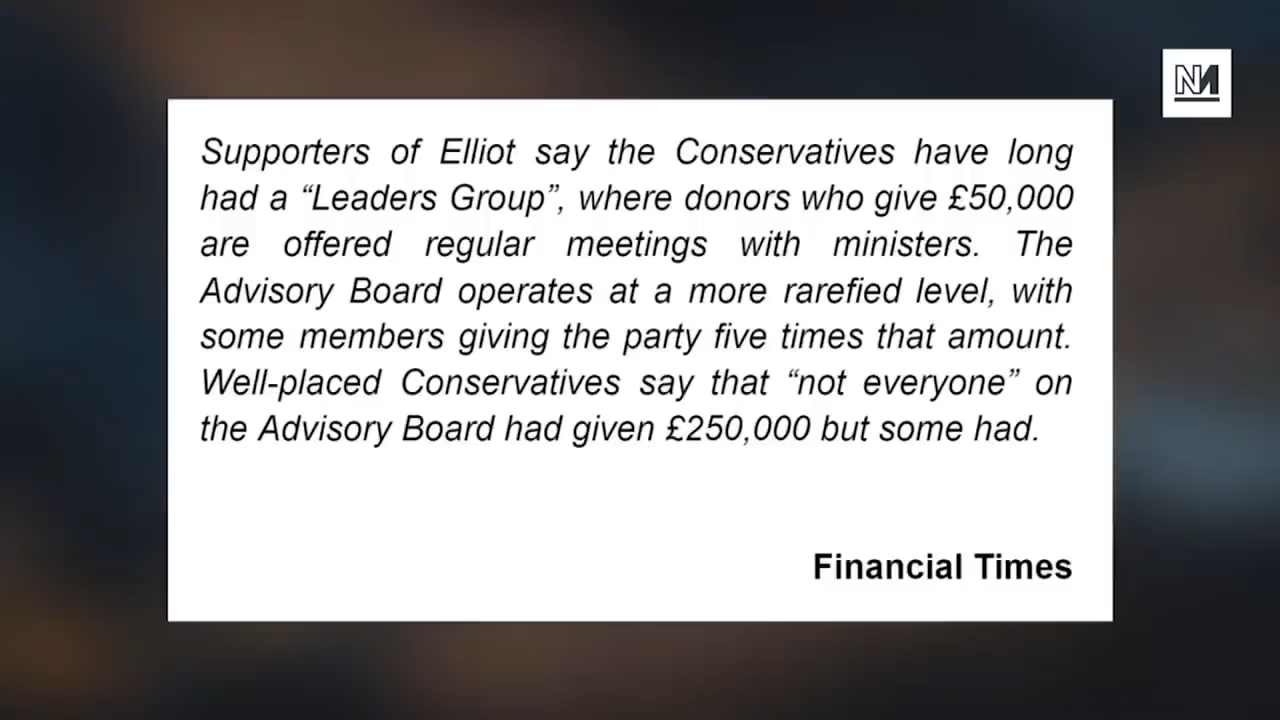 NM
Supporters of Elliot say the Conservatives have long
had a “Leaders Group”, where donors who give £50,000
are offered regular meetings with ministers. The
Advisory Board operates at a more rarefied level, with
some members giving the party five times that amount.
Well-placed Conservatives say that “not everyone” on
the Advisory Board had given £250,000 but some had.
Financial Times